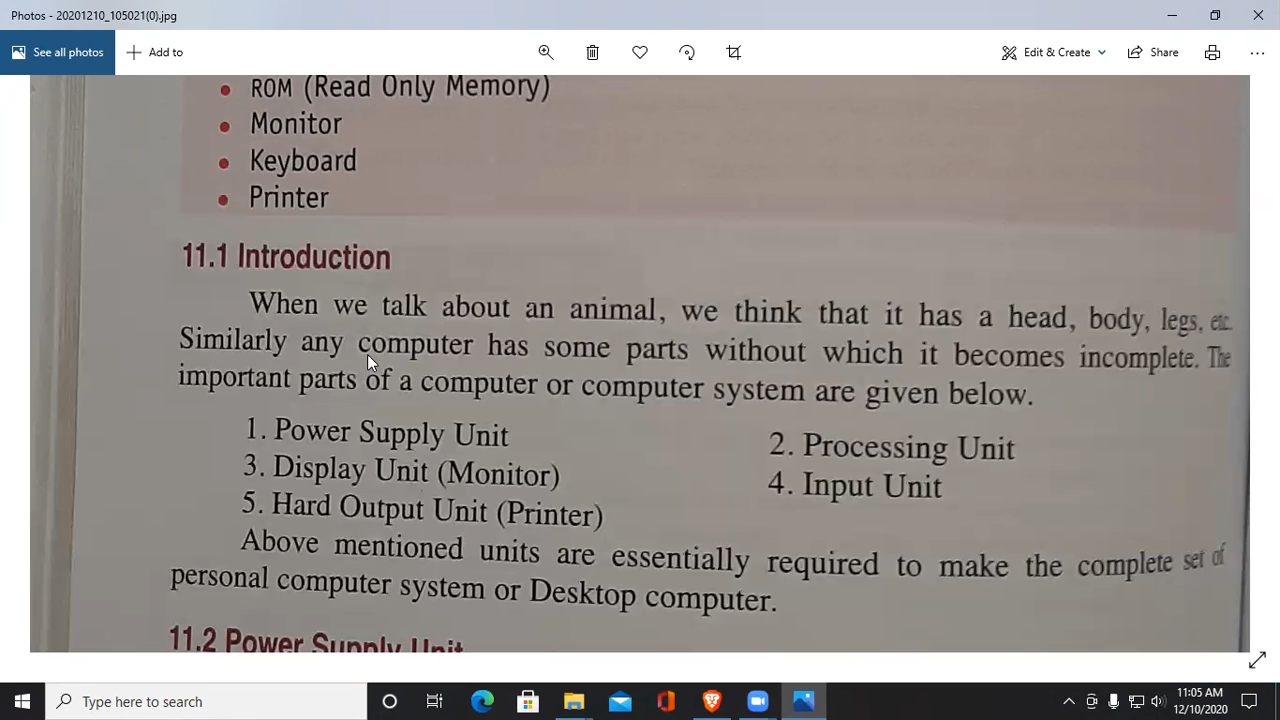 Photos - 20201210_105021(0).jpg
See all photos
Add to
Edit & Create
Share
ROM (Read Only Memory)
Monitor
Keyboard
Printer
11.1 Introduction
When we talk about an animal, we think that it has a head, body, legs, etc.
Similarly any computer has some parts without which it becomes incomplete. The
important parts of a computer or computer system are given below.
1. Power Supply Unit 2. Processing Unit
3. Display Unit (Monitor) 4. Input Unit
5. Hard Output Unit (Printer)
Above mentioned units are essentially required to make the complete set of
personal computer system or Desktop computer.
11.2 Power Supply Unit
Type here to search
11:05 AM
12/10/2020